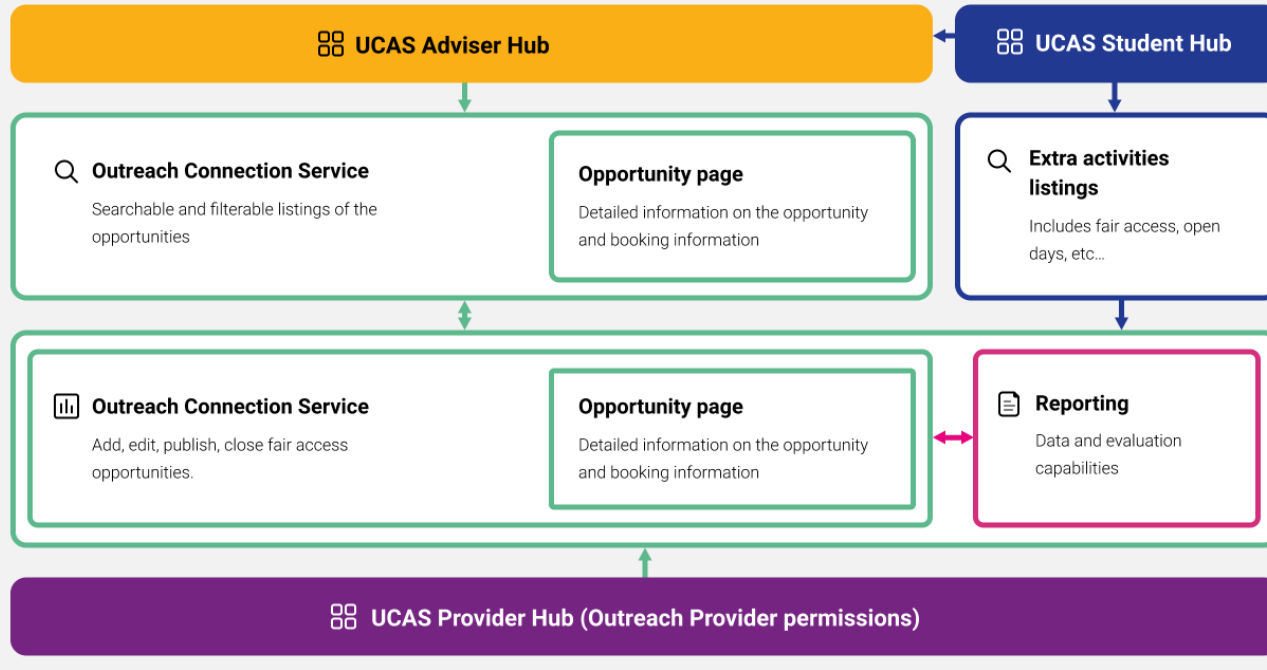 UCAS Adviser Hub
UCAS Student Hub
Outreach Connection Service
Searchable and filterable listings of the
opportunities
Opportunity page
Detailed information on the opportunity
and booking information
Extra activities
listings
Includes fair access, open
days, etc...
Outreach Connection Service
Add, edit, publish, close fair access
opportunities.
Opportunity page
Detailed information on the opportunity
and booking information
Reporting
Data and evaluation
capabilities
UCAS Provider Hub (Outreach Provider permissions)